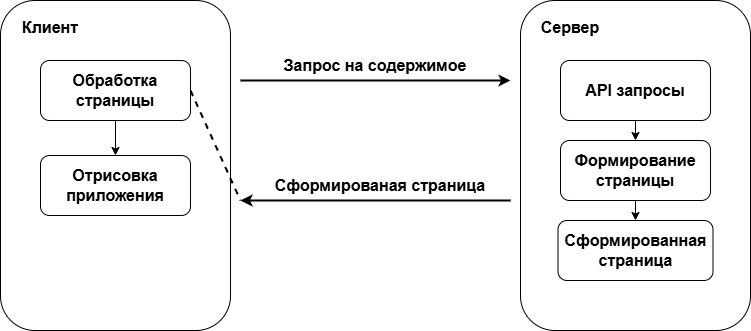 Клиент
Обработка
страницы
Отрисовка
приложения
Запрос на содержимое
Сформированая страница
Сервер
API запросы
Формирование
страницы
Сформированная
страница